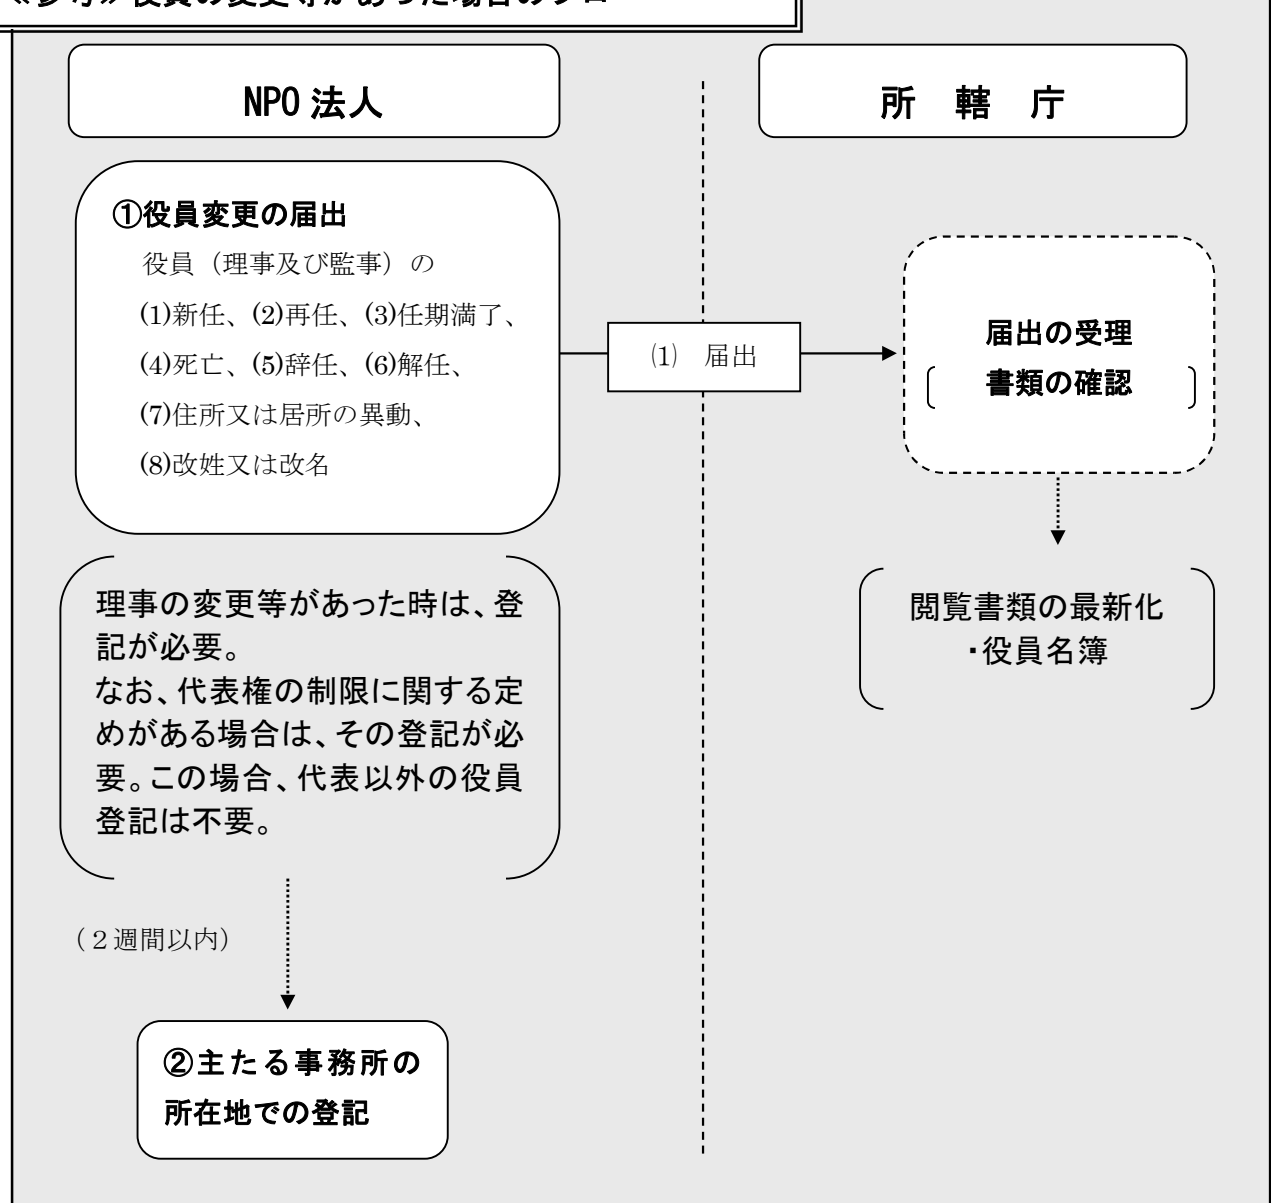 ≪参考≫役員の変更等があった場合のフロー
NPO 法人
所 轄 庁
①役員変更の届出
役員（理事及び監事）の
(1)新任、(2)再任、(3)任期満了、
(4)死亡、(5)辞任、(6)解任、
(7)住所又は居所の異動、
(8)改姓又は改名
⑴ 届出
届出の受理
書類の確認
理事の変更等があった時は、登
記が必要。
なお、代表権の制限に関する定
めがある場合は、その登記が必
要。この場合、代表以外の役員
登記は不要。
閲覧書類の最新化
・役員名簿
（２週間以内）
②主たる事務所の
所在地での登記